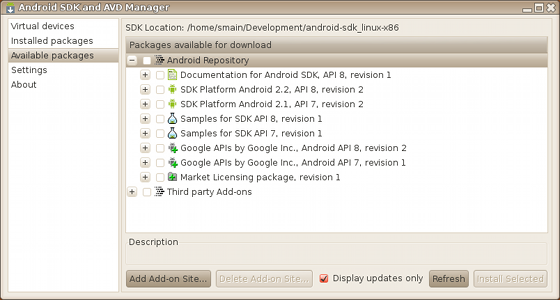 Android SDK and AVD Manager
Virtual devices
Installed packages
Available packages
Settings
About
SDK Location: /home/smain/Development/android-sdk_linux-x86
Packages available for download
Android Repository
Documentation for Android SDK, API 8, revision 1
SDK Platform Android 2.2, API 8, revision 2
SDK Platform Android 2.1, API 7, revision 2
Samples for SDK API 8, revision 1
Samples for SDK API 7, revision 1
Google APIs by Google Inc., Android API 8, revision 2
Google APIs by Google Inc., Android API 7, revision 1
Market Licensing package, revision 1
Third party Add-ons
Description
Add Add-on Site... Delete Add-on Site... Display updates only Refresh Install Selected